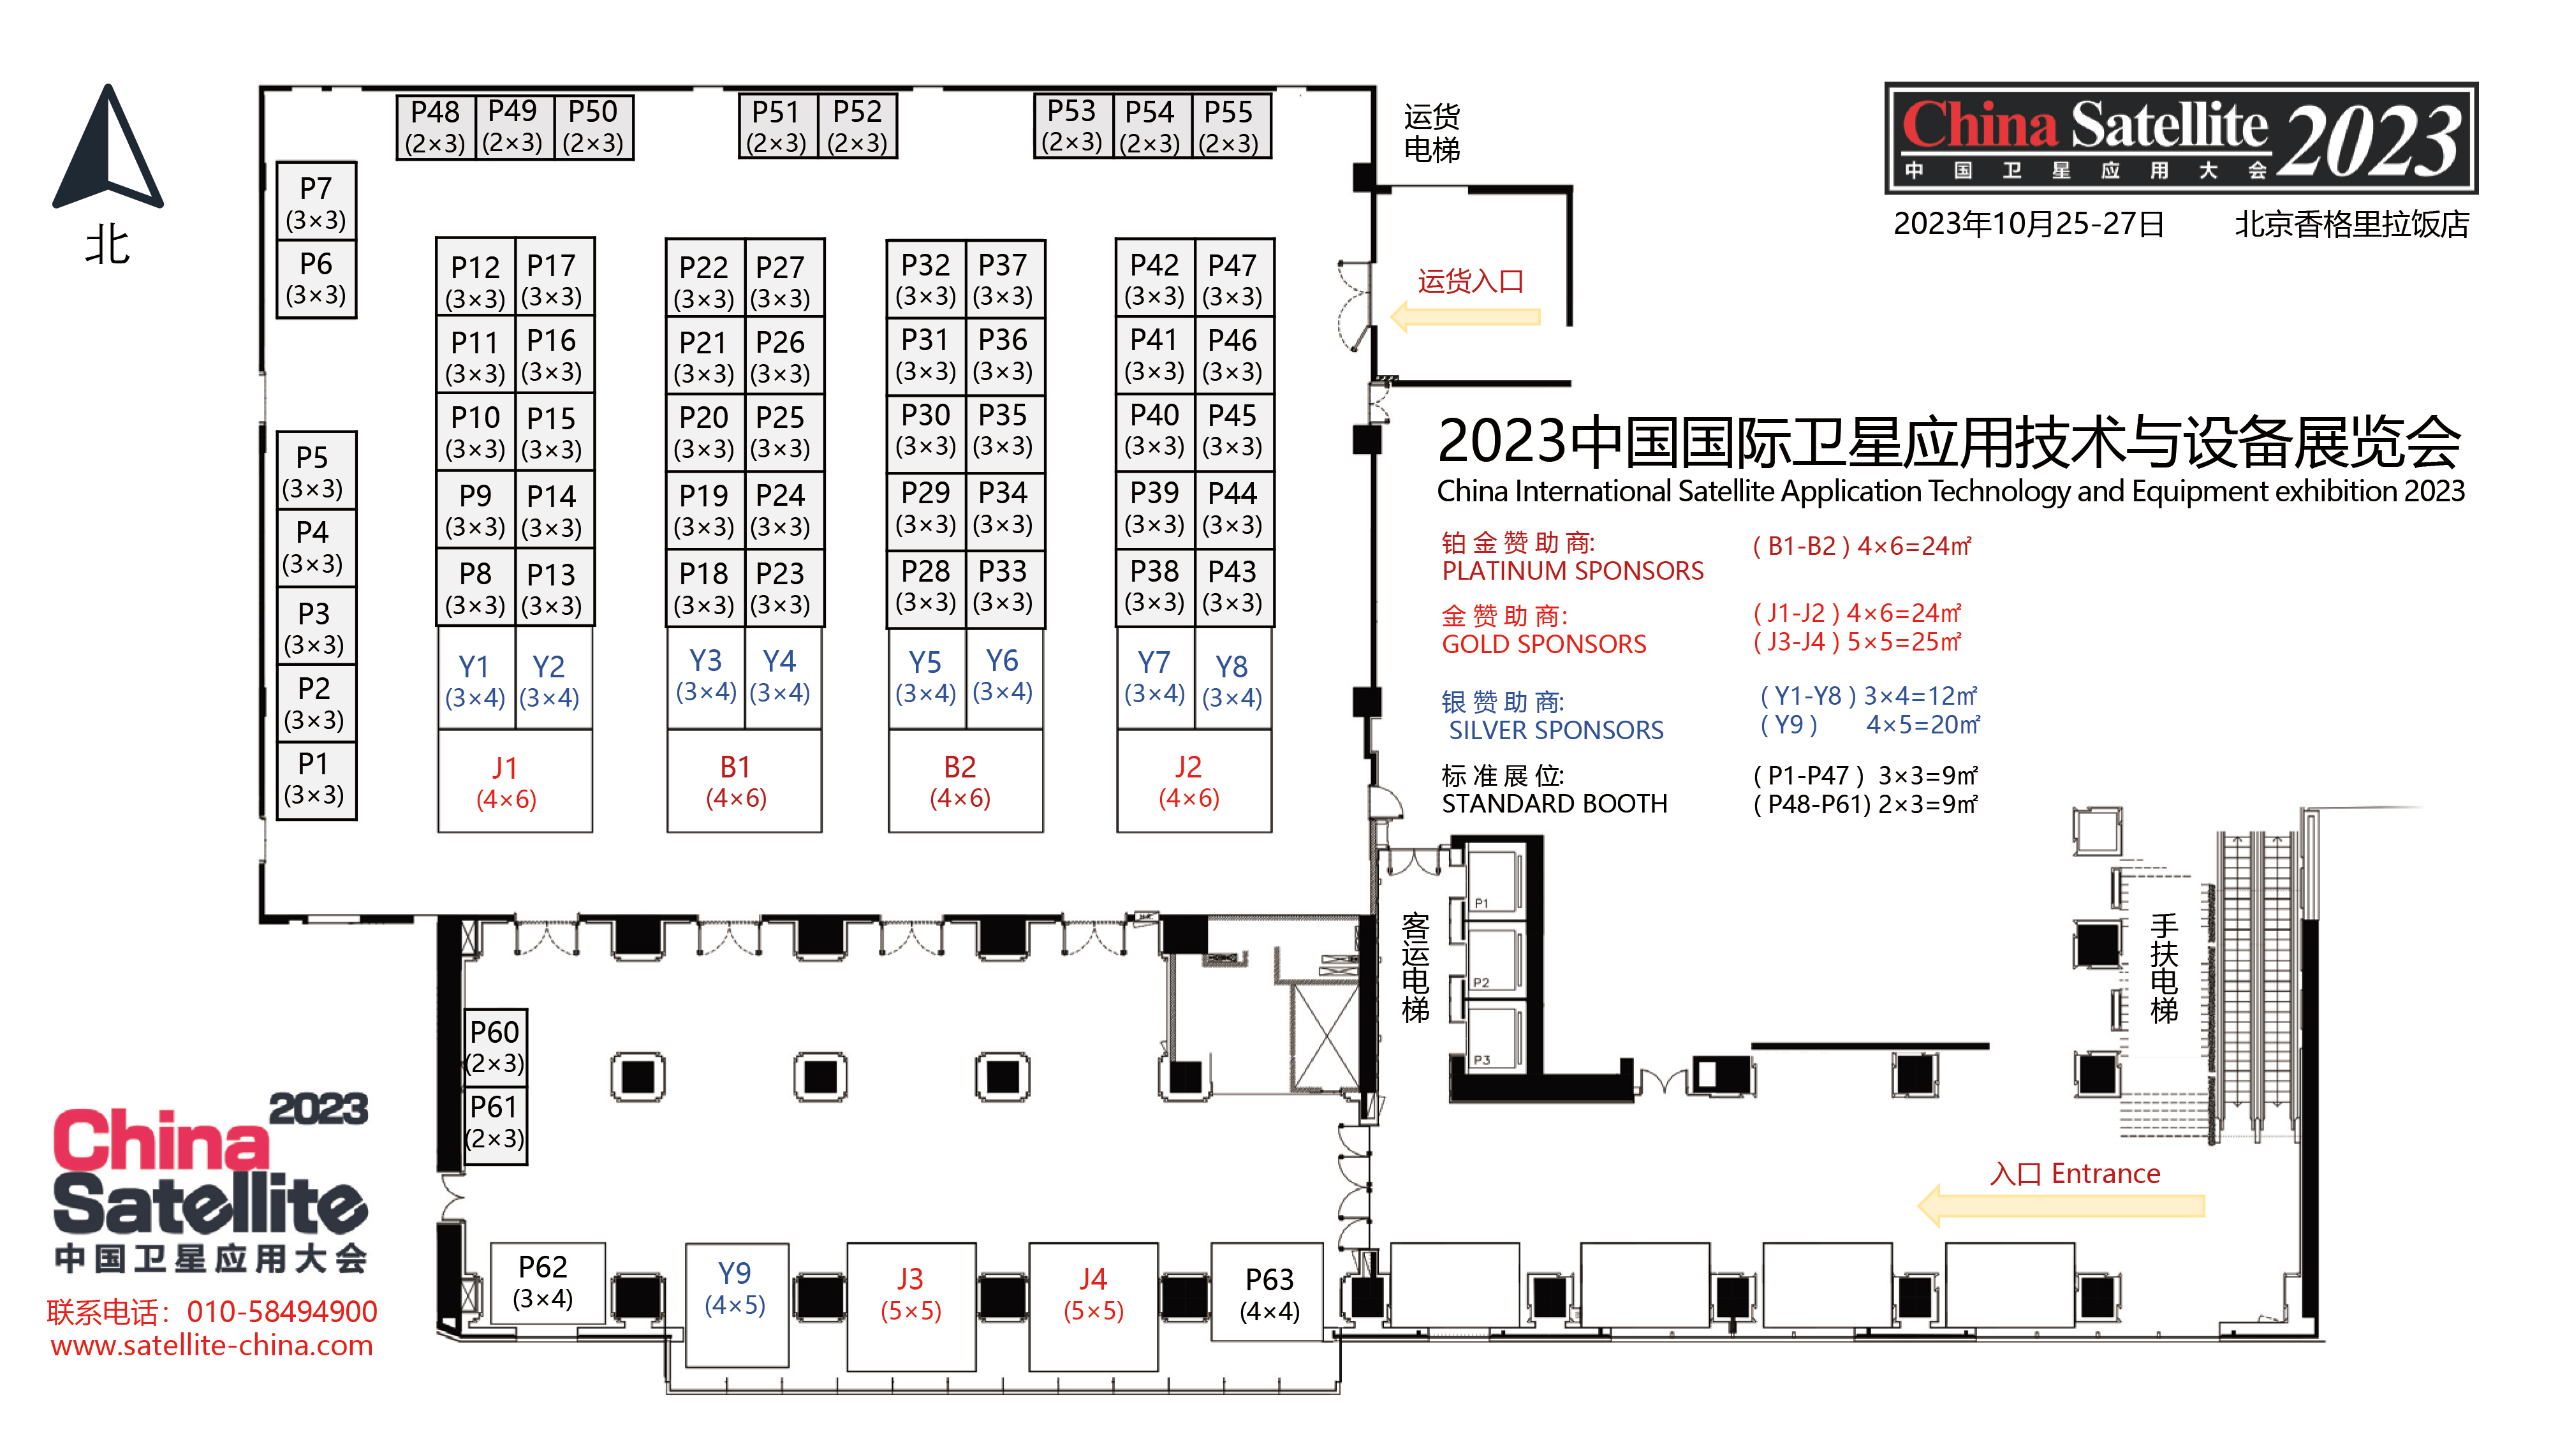 北
P48 P49 P50 P51 P52 P53 P54 P55
(2×3) (2×3) (2×3) (2×3) (2×3) (2×3) (2×3) (2×3)
运货
电梯
China Satellite 2023
中国卫星应用大会
2023年10月25-27日 北京香格里拉饭店
P7
(3×3)
P6
(3×3)
P5
(3×3)
P4
(3×3)
P3
(3×3)
P2
(3×3)
P1
(3×3)
P12 P17 P22 P27 P32 P37 P42 P47
(3×3) (3×3) (3×3) (3×3) (3×3) (3×3) (3×3) (3×3)
P11 P16 P21 P26 P31 P36 P41 P46
(3×3) (3×3) (3×3) (3×3) (3×3) (3×3) (3×3) (3×3)
P10 P15 P20 P25 P30 P35 P40 P45
(3×3) (3×3) (3×3) (3×3) (3×3) (3×3) (3×3) (3×3)
P9 P14 P19 P24 P29 P34 P39 P44
(3×3) (3×3) (3×3) (3×3) (3×3) (3×3) (3×3) (3×3)
P8 P13 P18 P23 P28 P33 P38 P43
(3×3) (3×3) (3×3) (3×3) (3×3) (3×3) (3×3) (3×3)
Y1 Y2 Y3 Y4 Y5 Y6 Y7 Y8
(3×4) (3×4) (3×4) (3×4) (3×4) (3×4) (3×4) (3×4)
J1 B1 B2 J2
(4×6) (4×6) (4×6) (4×6)
运货入口
2023中国国际卫星应用技术与设备展览会
China International Satellite Application Technology and Equipment exhibition 2023
铂金赞助商: ( B1-B2 ) 4×6=24㎡
PLATINUM SPONSORS
金赞助商: ( J1-J2 ) 4×6=24㎡
GOLD SPONSORS ( J3-J4 ) 5×5=25㎡
银赞助商: ( Y1-Y8 ) 3×4=12㎡
SILVER SPONSORS ( Y9 ) 4×5=20㎡
标准展位: ( P1-P47 ) 3×3=9㎡
STANDARD BOOTH ( P48-P61) 2×3=9㎡
客运电梯
P1
P2
P3
手扶电梯
P60
(2×3)
P61
(2×3)
入口 Entrance
P62 Y9 J3 J4 P63
(3×4) (4×5) (5×5) (5×5) (4×4)
2023
China
Satellite
中国卫星应用大会
联系电话：010-58494900
www.satellite-china.com